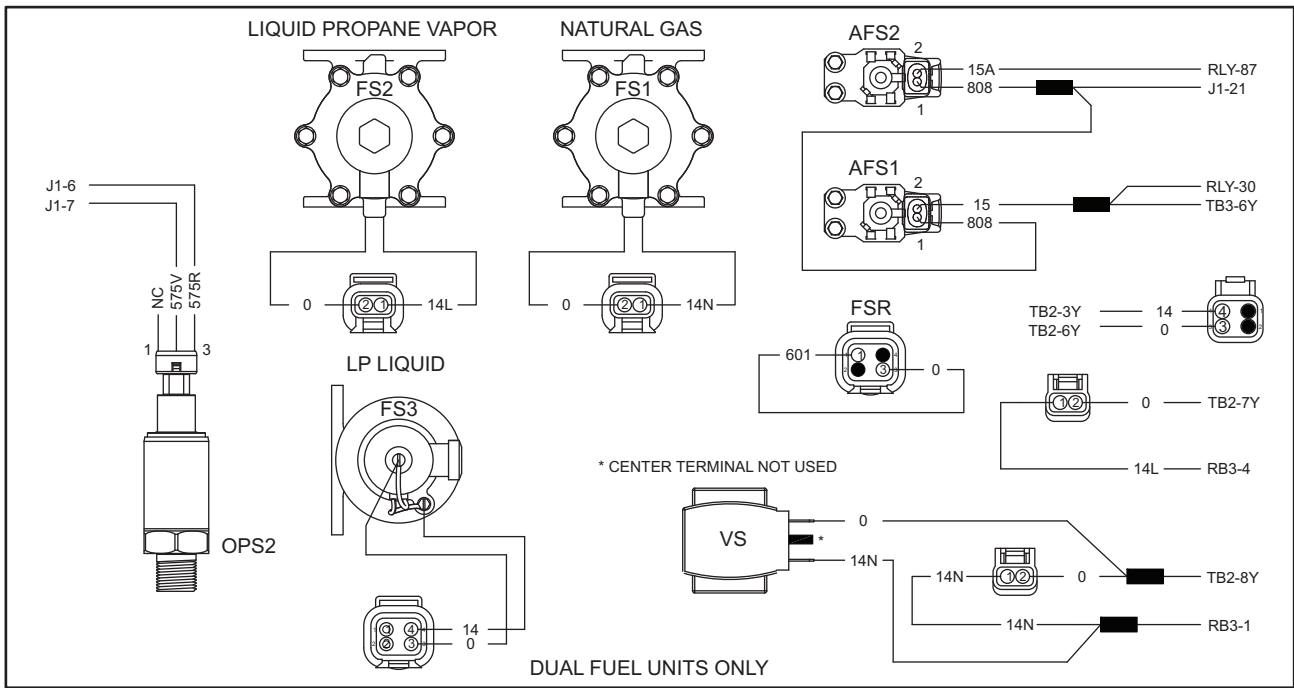 LIQUID PROPANE VAPOR
NATURAL GAS
AFS2
2
15A
RLY-87
808
J1-21
1
FS2
FS1
AFS1
2
15
RLY-30
TB3-6Y
808
1
J1-6
J1-7
NC
575V
575R
1
3
0
2 1
14L
0
2 1
14N
FSR
601
1
4
2
3
0
TB2-3Y
14
4
1
TB2-6Y
0
3
2
LP LIQUID
FS3
1 2
0
TB2-7Y
14L
RB3-4
* CENTER TERMINAL NOT USED
VS
0
*
14N
OPS2
14N
1 2
0
TB2-8Y
14N
RB3-1
1
4
14
2
3
0
DUAL FUEL UNITS ONLY